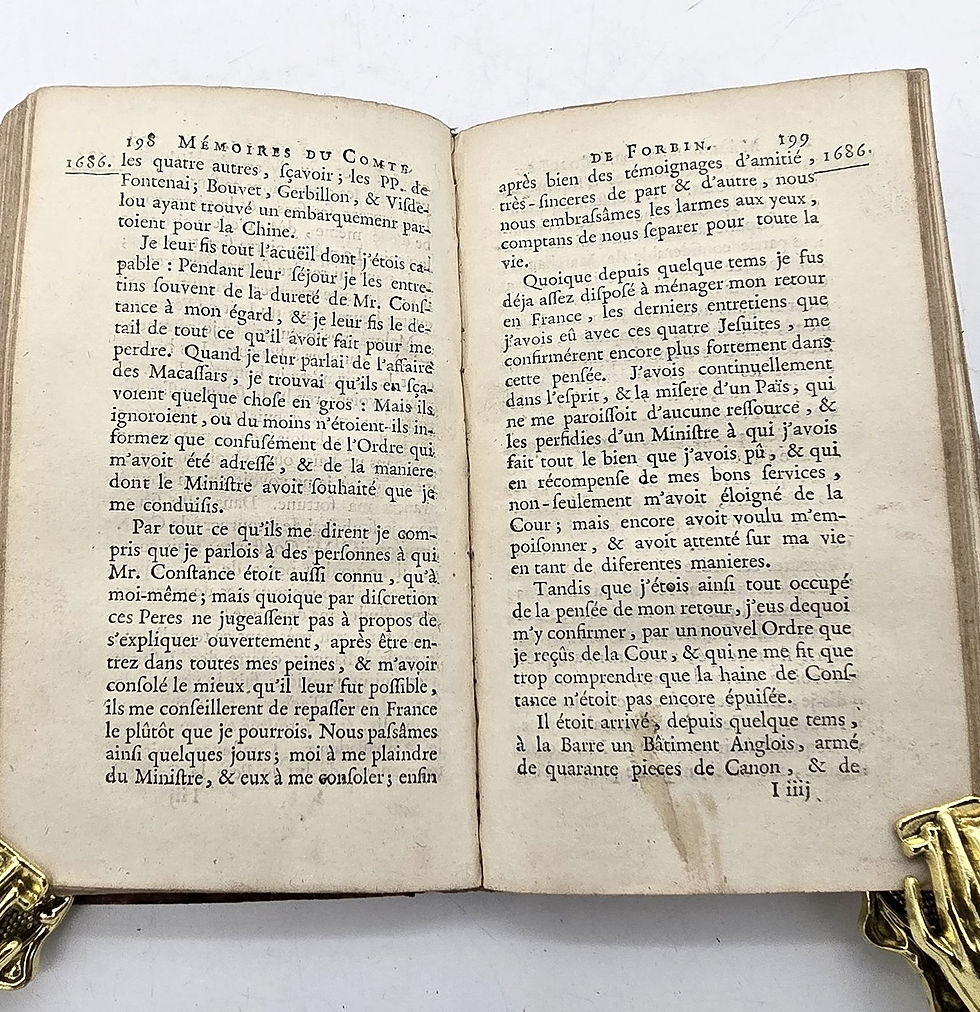 198 MÉMOIRES DU COMTE
1686. les quatre autres, ſçavoir ; les PP. de
Fontenai ; Bouvet, Gerbillon, & Viſde-
lou ayant trouvé un embarquement par-
toient pour la Chine.
Je leur fis tout l'acuëil dont j'étois ca-
pable : Pendant leur ſéjour je les entre-
tins ſouvent de la dureté de Mr. Conſ-
tance à mon égard, & je leur fis le de-
tail de tout ce qu'il avoit fait pour me
perdre. Quand je leur parlai de l'affaire
des Macaſſars, je trouvai qu'ils en ſça-
voient quelque choſe en gros : Mais ils
ignoroient, ou du moins n'étoient-ils in-
formez que confuſément de l'Ordre qui
m'avoit été adreſſé, & de la maniere
dont le Miniſtre avoit ſouhaité que je
me conduiſis.
Par tout ce qu'ils me dirent je com-
pris que je parlois à des perſonnes à qui
Mr. Conſtance étoit auſſi connu, qu'à
moi-même ; mais quoique par diſcretion
ces Peres ne jugeaſſent pas à propos de
s'expliquer ouvertement, après être en-
trez dans toutes mes peines, & m'avoir
conſolé le mieux qu'il leur fut poſſible,
ils me conſeillerent de repaſſer en France
le plûtôt que je pourrois. Nous paſsâmes
ainſi quelques jours ; moi à me plaindre
du Miniſtre, & eux à me conſoler ; enfin
DE FORBIN. 199
après bien des témoignages d'amitié, 1686.
très-ſinceres de part & d'autre, nous
nous embraſsâmes les larmes aux yeux,
comptans de nous ſeparer pour toute la
vie.
Quoique depuis quelque tems je fus
déja aſſez diſpoſé à ménager mon retour
en France, les derniers entretiens que
j'avois eû avec ces quatre Jeſuites, me
confirmérent encore plus fortement dans
cette penſée. J'avois continuellement
dans l'eſprit, & la miſere d'un Païs, qui
ne me paroiſſoit d'aucune reſſource, &
les perfidies d'un Miniſtre à qui j'avois
fait tout le bien que j'avois pû, & qui
en récompenſe de mes bons ſervices,
non-ſeulement m'avoit éloigné de la
Cour ; mais encore avoit voulu m'em-
poiſonner, & avoit attenté ſur ma vie
en tant de diferentes manieres.
Tandis que j'étois ainſi tout occupé
de la penſée de mon retour, j'eus dequoi
m'y confirmer, par un nouvel Ordre que
je reçûs de la Cour, & qui ne me fit que
trop comprendre que la haine de Conſ-
tance n'étoit pas encore épuiſée.
Il étoit arrivé, depuis quelque tems,
à la Barre un Bâtiment Anglois, armé
de quarante pieces de Canon, & de
I iiij